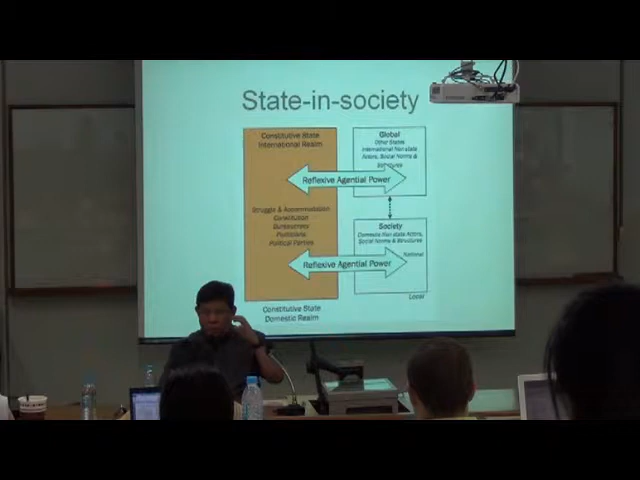 State-in-society
Constitutive State
International Realm
Global
Other States
International Non-state
Actors, Social Norms &
Structures
Reflexive Agential Power
Struggle & Accommodation
Constitution
Bureaucracy
Politicians
Political Parties
Society
Domestic Non-state Actors,
Social Norms & Structures
National
Reflexive Agential Power
Local
Constitutive State
Domestic Realm